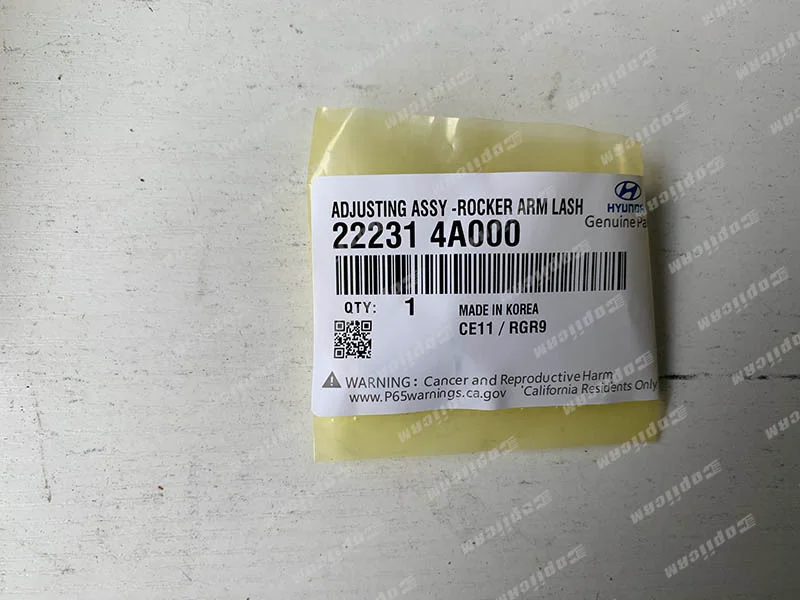 ADJUSTING ASSY -ROCKER ARM LASH
22231 4A000
HYUNDAI
Genuine Pa
QTY: 1
MADE IN KOREA
CE11 / RGR9
WARNING : Cancer and Reproductive Harm
www.P65warnings.ca.gov
*California Residents Only
Coplicam